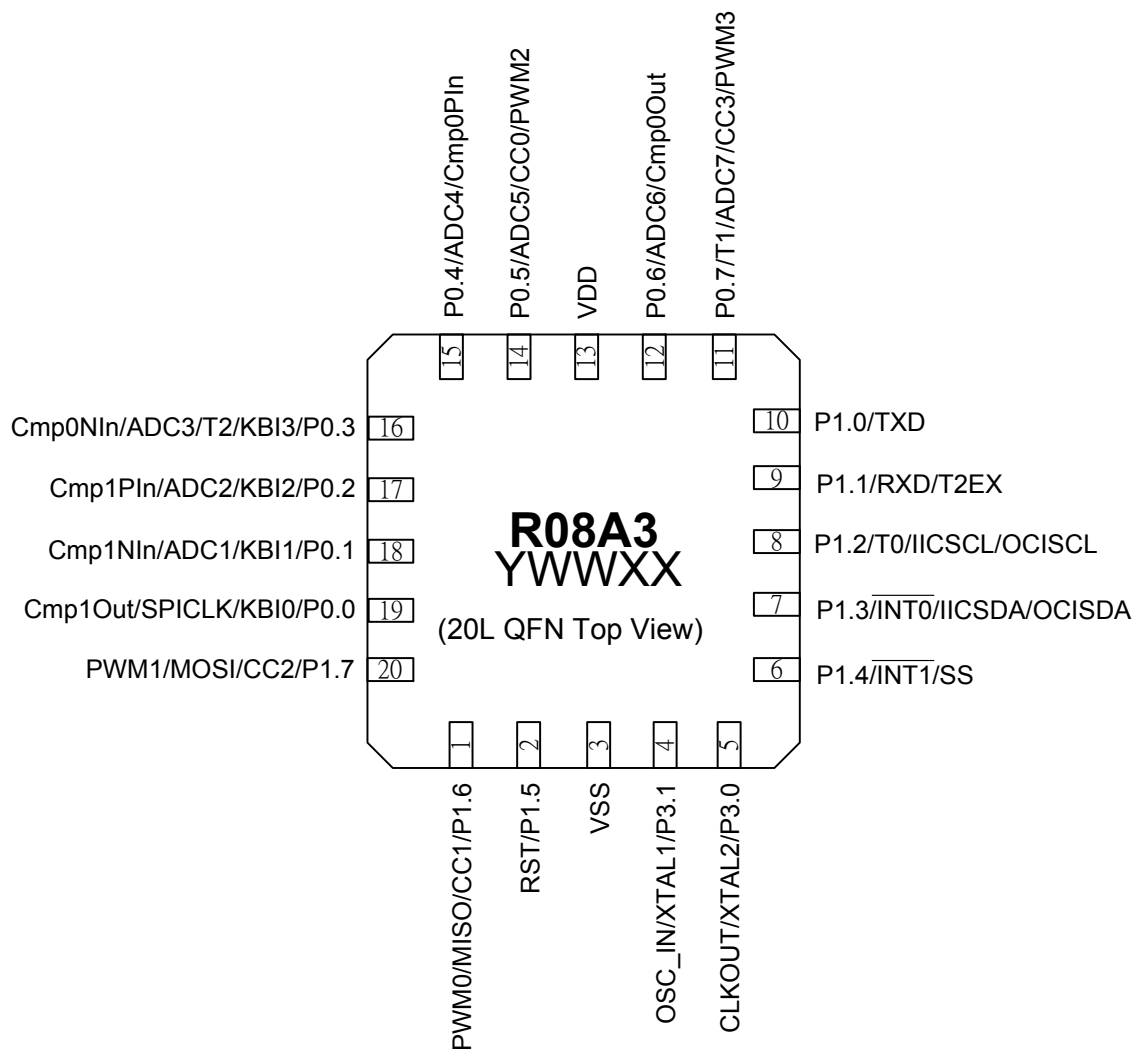 P0.4/ADC4/Cmp0PIn
P0.5/ADC5/CC0/PWM2
VDD
P0.6/ADC6/Cmp0Out
P0.7/T1/ADC7/CC3/PWM3
15
14
13
12
11
Cmp0NIn/ADC3/T2/KBI3/P0.3
16
Cmp1PIn/ADC2/KBI2/P0.2
17
Cmp1NIn/ADC1/KBI1/P0.1
18
Cmp1Out/SPICLK/KBI0/P0.0
19
PWM1/MOSI/CC2/P1.7
20
R08A3
YWWXX
(20L QFN Top View)
10
P1.0/TXD
9
P1.1/RXD/T2EX
8
P1.2/T0/IICSCL/OCISCL
7
P1.3/INT0/IICSDA/OCISDA
6
P1.4/INT1/SS
1
2
3
4
5
PWM0/MISO/CC1/P1.6
RST/P1.5
VSS
OSC_IN/XTAL1/P3.1
CLKOUT/XTAL2/P3.0